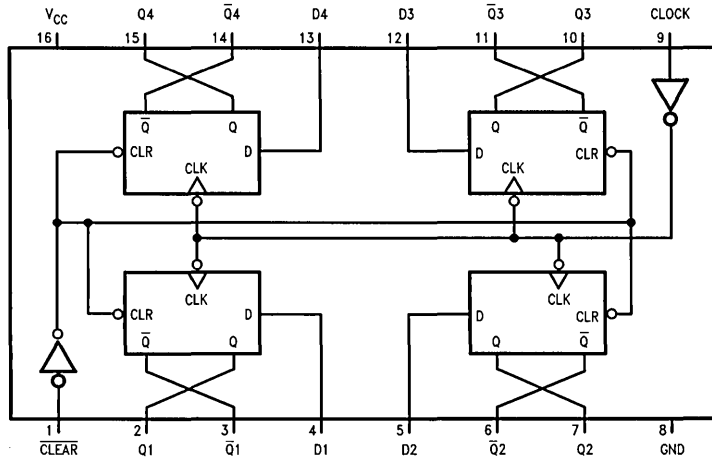 VCC Q4 Q̅4 D4 D3 Q̅3 Q3 CLOCK
16 15 14 13 12 11 10 9
Q̅ Q Q Q̅
CLR D D CLR
CLK CLK
CLK CLK
CLR D D CLR
Q̅ Q Q Q̅
1 2 3 4 5 6 7 8
C̅L̅E̅A̅R̅ Q1 Q̅1 D1 D2 Q̅2 Q2 GND